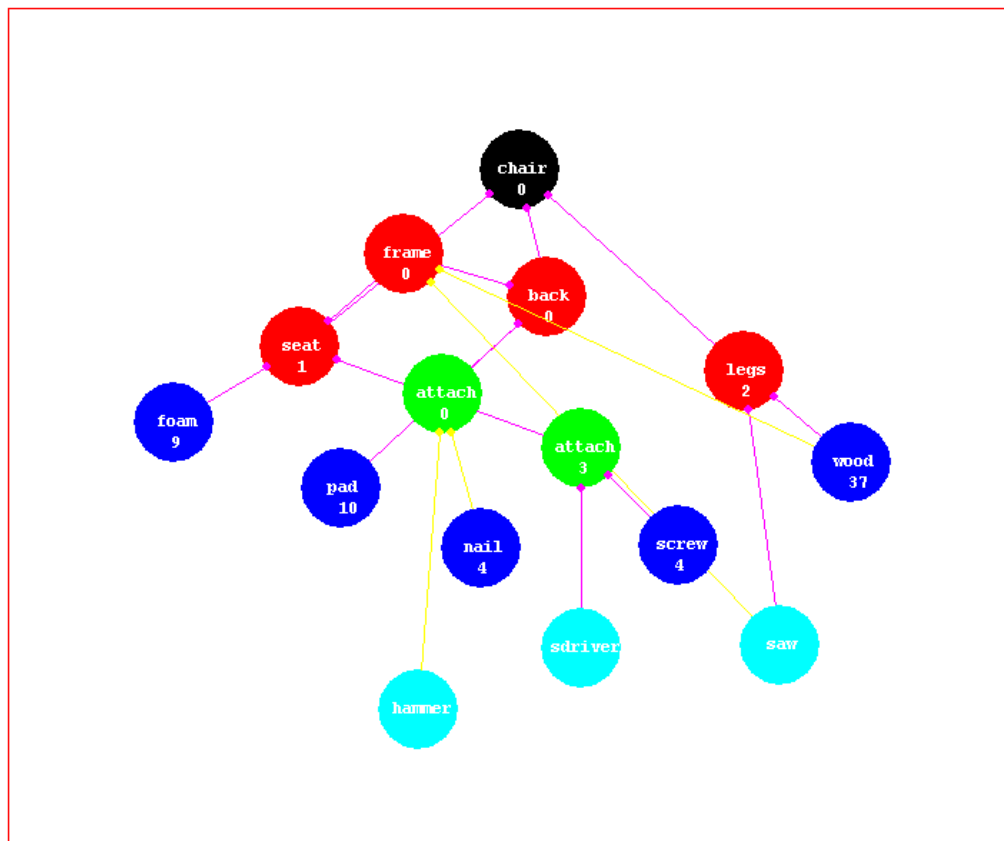 chair
0
frame
0
back
0
seat
1
legs
2
attach
0
foam
9
attach
3
wood
37
pad
10
nail
4
screw
4
sdriver
saw
hammer